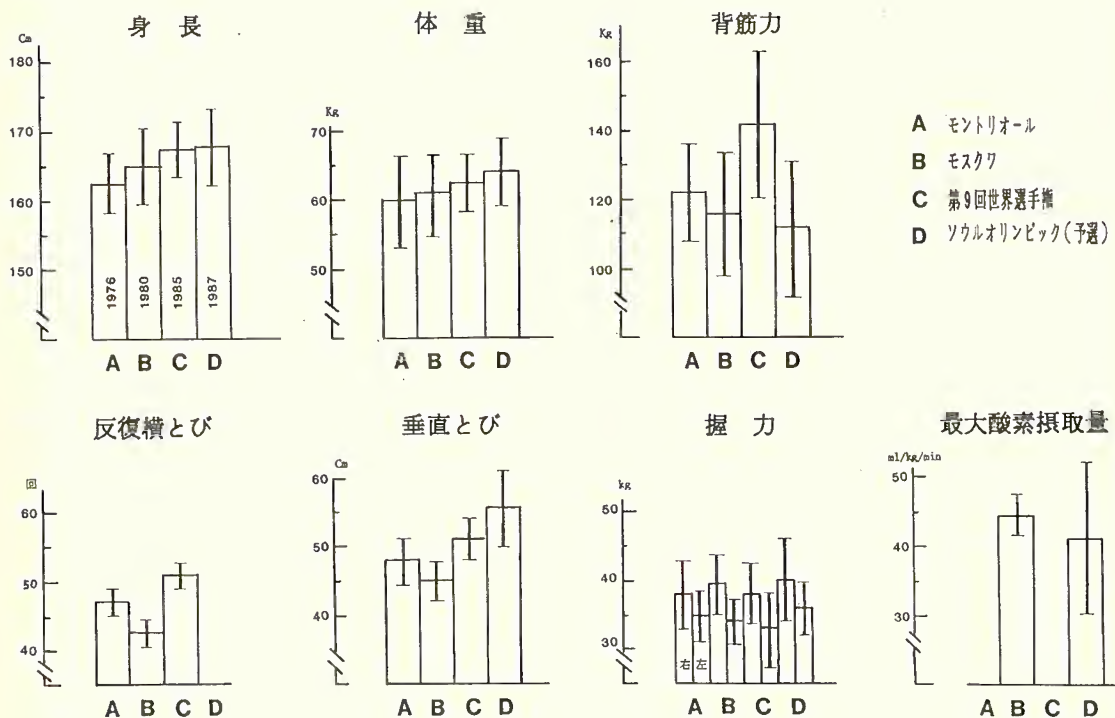 身 長
Cm
180
170
160
150
1976
1980
1985
1987
A B C D
体 重
Kg
70
60
50
A B C D
背筋力
Kg
160
140
120
100
A B C D
A モントリオール
B モスクワ
C 第9回世界選手権
D ソウルオリンピック(予選)
反復横とび
回
60
50
40
A B C D
垂直とび
Cm
60
50
40
A B C D
握 力
kg
50
40
30
右 左
A B C D
最大酸素摂取量
ml/kg/min
50
40
30
A B C D